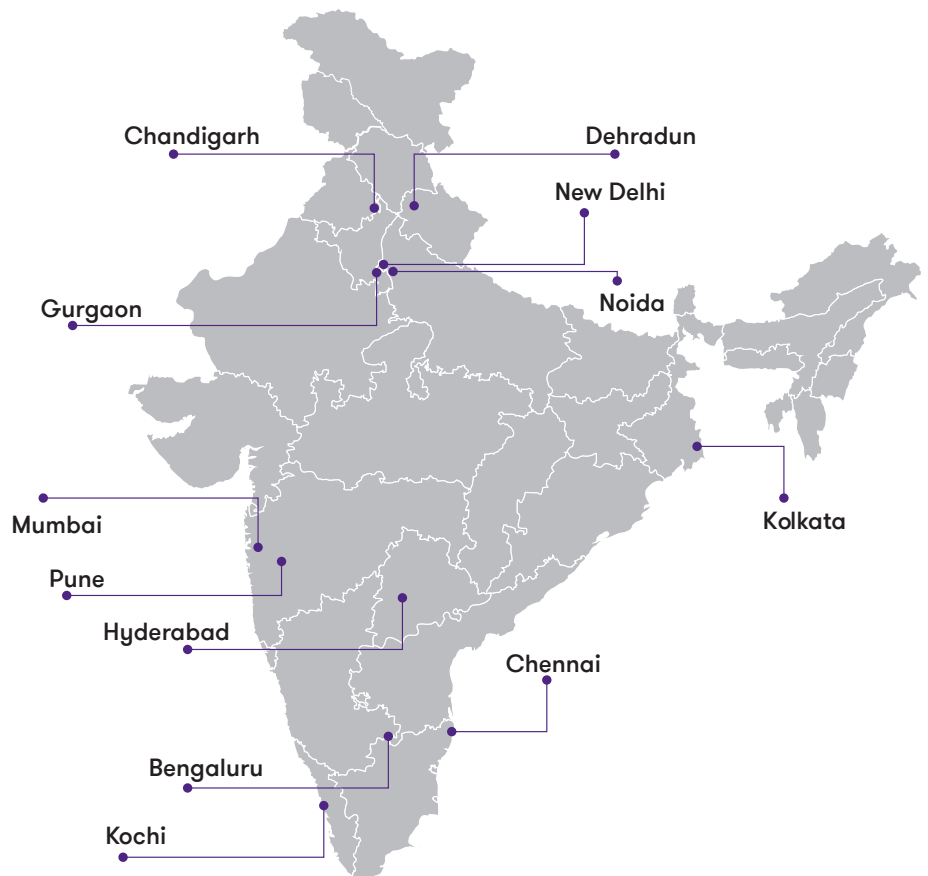 Chandigarh
Dehradun
New Delhi
Noida
Gurgaon
Mumbai
Kolkata
Pune
Hyderabad
Chennai
Bengaluru
Kochi